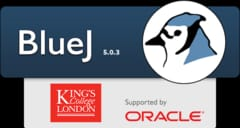 BlueJ 5.0.3
KING'S
College
LONDON
Supported by
ORACLE